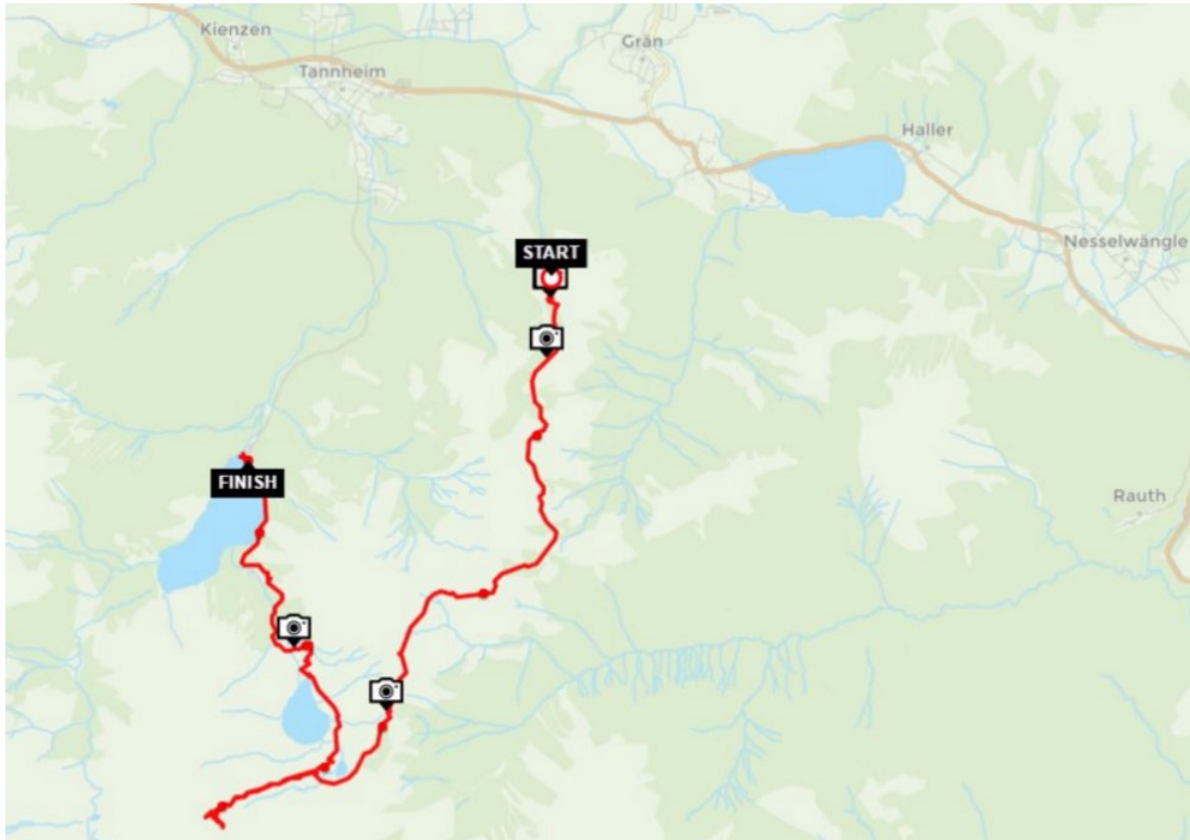 Kienzen
Grän
Tannheim
Haller
Nesselwängle
START
FINISH
Rauth